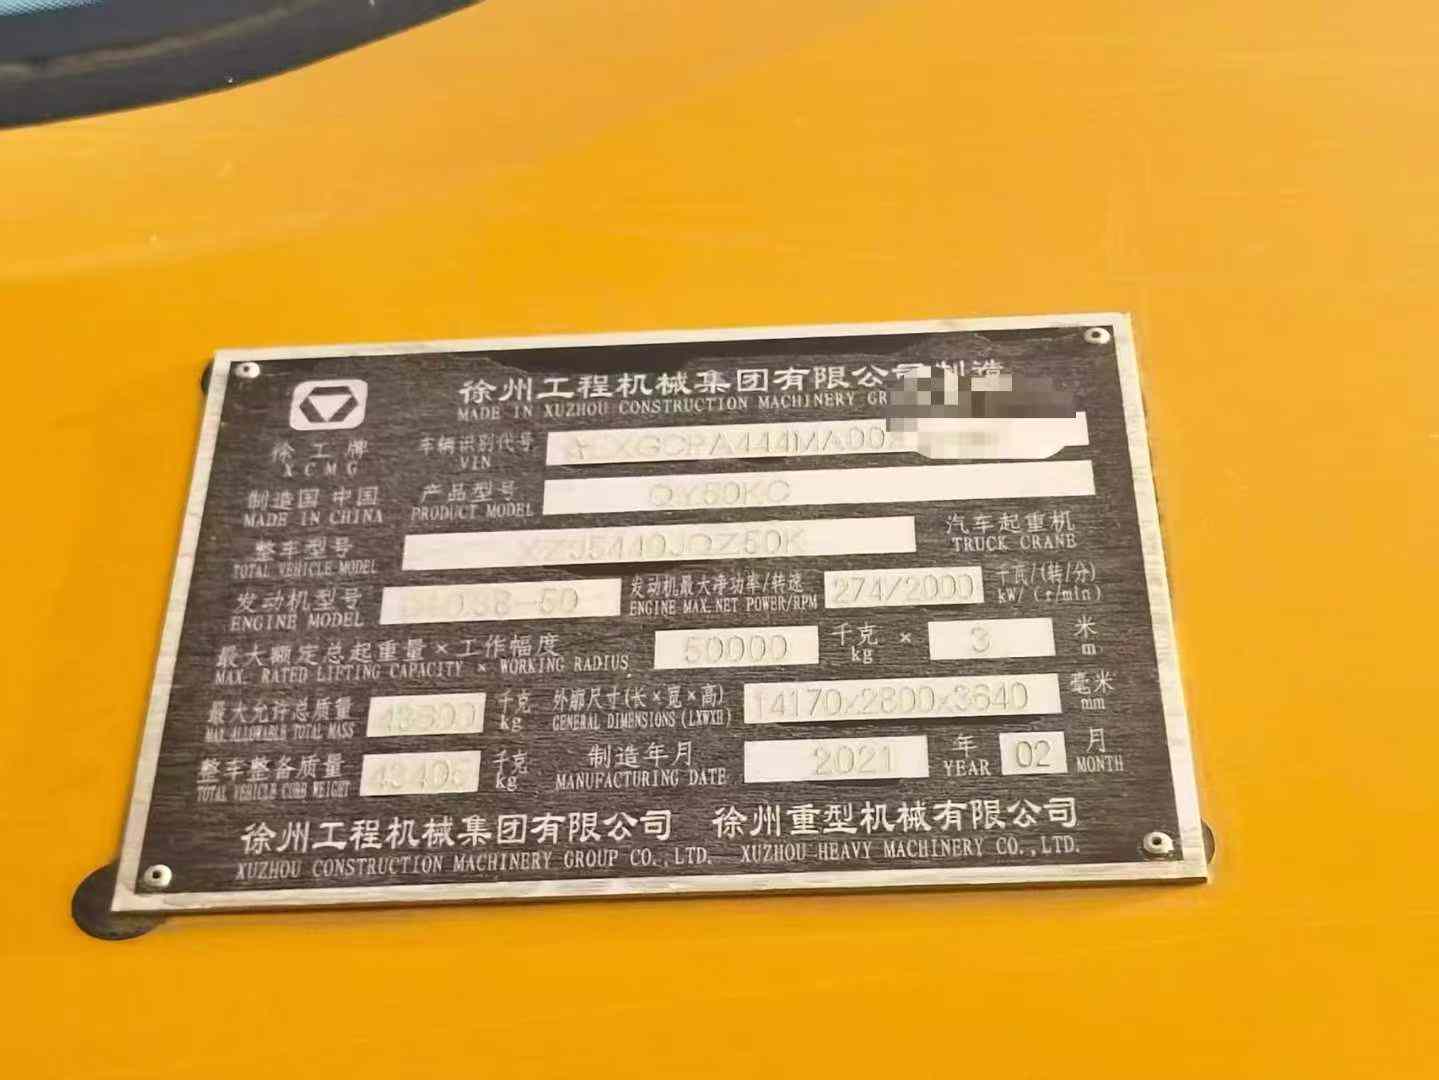 徐州工程机械集团有限公司制造
MADE IN XUZHOU CONSTRUCTION MACHINERY GR
徐工牌
XCMG
车辆识别代号
VIN
XGCPA444MA00
制造国 中国
MADE IN CHINA
产品型号
PRODUCT MODEL
QY50KC
整车型号
TOTAL VEHICLE MODEL
XZJ5440JQZ50K
汽车起重机
TRUCK CRANE
发动机型号
ENGINE MODEL
发动机最大净功率/转速
ENGINE MAX.NET POWER/RPM
274/2000
千瓦/(转/分)
kW/(r/min)
最大额定总起重量×工作幅度
MAX. RATED LIFTING CAPACITY × WORKING RADIUS
50000
千克
kg
×
3
米
m
最大允许总质量
MAX.ALLOWABLE TOTAL MASS
千克
kg
外廓尺寸(长×宽×高)
GENERAL DIMENSIONS (LXWXH)
14170x2800x3640
毫米
mm
整车整备质量
TOTAL VEHICLE CURB WEIGHT
千克
kg
制造年月
MANUFACTURING DATE
2021
年
YEAR
02
月
MONTH
徐州工程机械集团有限公司 徐州重型机械有限公司
XUZHOU CONSTRUCTION MACHINERY GROUP CO.,LTD. XUZHOU HEAVY MACHINERY CO.,LTD.